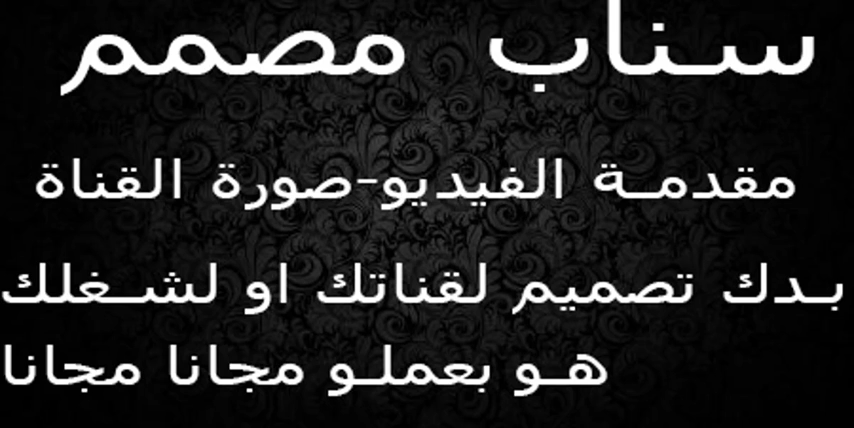 سناب مصمم
مقدمة الفيديو-صورة القناة
بدك تصميم لقناتك او لشغلك
هو بعملو مجانا مجانا